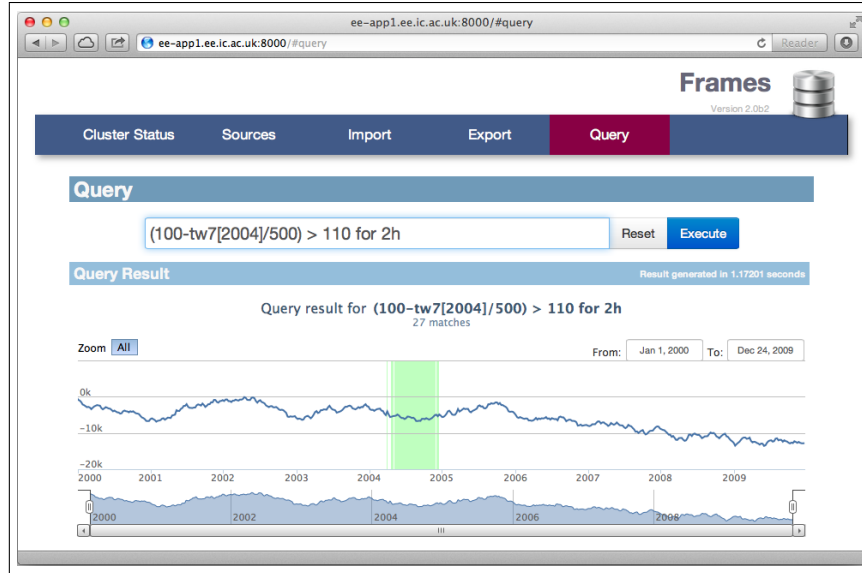 ee-app1.ee.ic.ac.uk:8000/#query
ee-app1.ee.ic.ac.uk:8000/#query
Reader
Frames
Version 2.0b2
Cluster Status Sources Import Export Query
Query
(100-tw7[2004]/500) > 110 for 2h
Reset Execute
Query Result
Result generated in 1.17201 seconds
Query result for (100-tw7[2004]/500) > 110 for 2h
27 matches
Zoom All
From: Jan 1, 2000 To: Dec 24, 2009
0k
-10k
-20k
2000 2001 2002 2003 2004 2005 2006 2007 2008 2009
2000 2002 2004 2006 2008